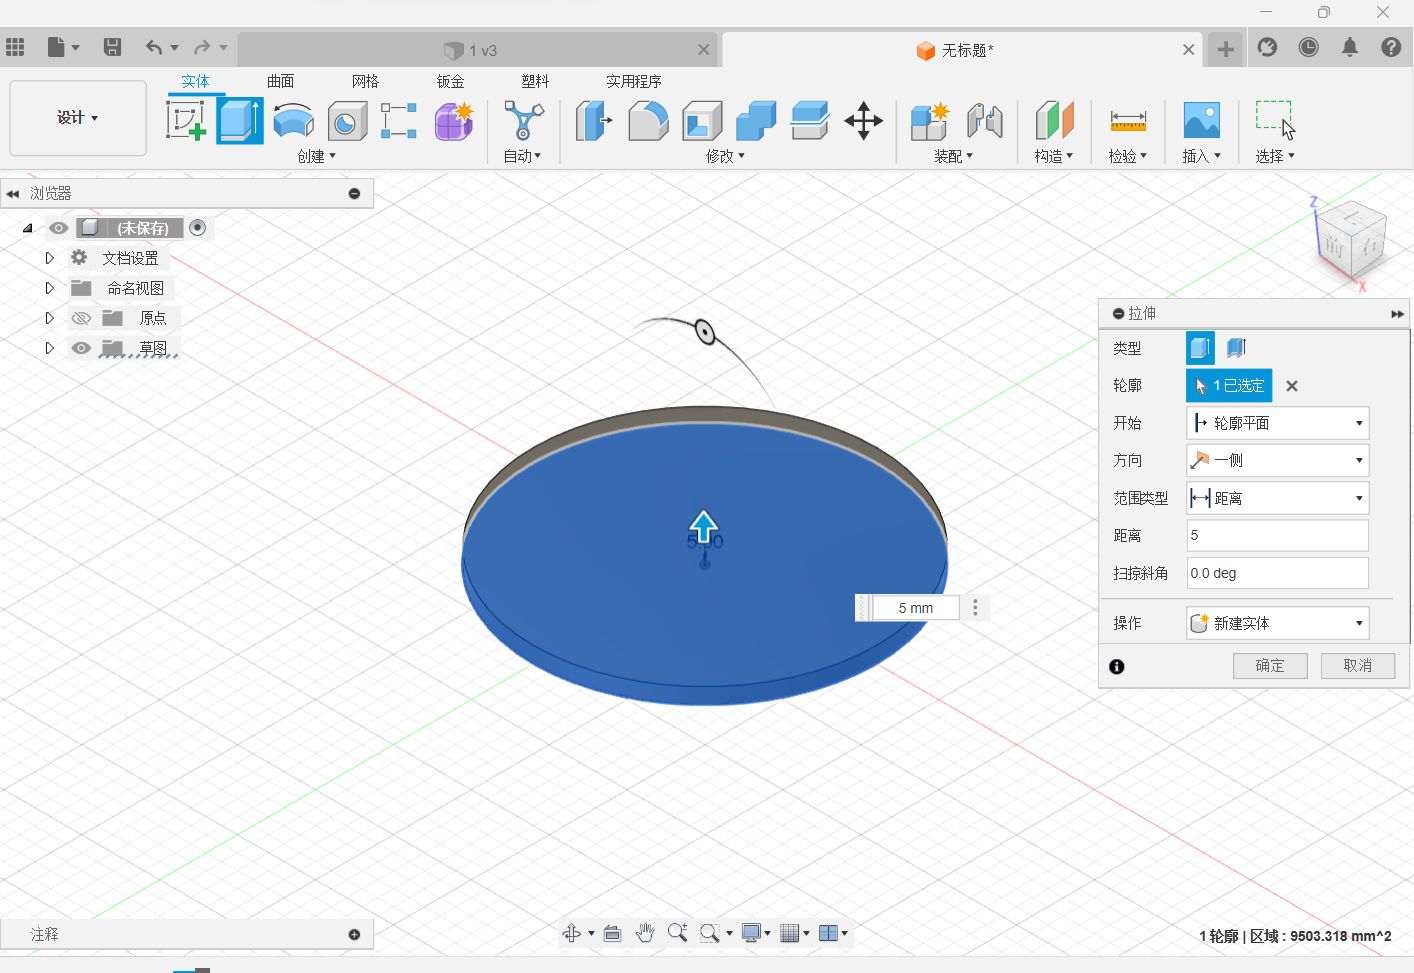 1 v3
无标题*
实体 曲面 网格 钣金 塑料 实用程序
设计
创建 自动 修改 装配 构造 检验 插入 选择
浏览器
(未保存)
文档设置
命名视图
原点
草图
Z
X
拉伸
类型
轮廓 1 已选定
开始 轮廓平面
方向 一侧
范围类型 距离
距离 5
扫掠斜角 0.0 deg
操作 新建实体
确定 取消
5.00
5 mm
注释
1 轮廓 | 区域 : 9503.318 mm^2